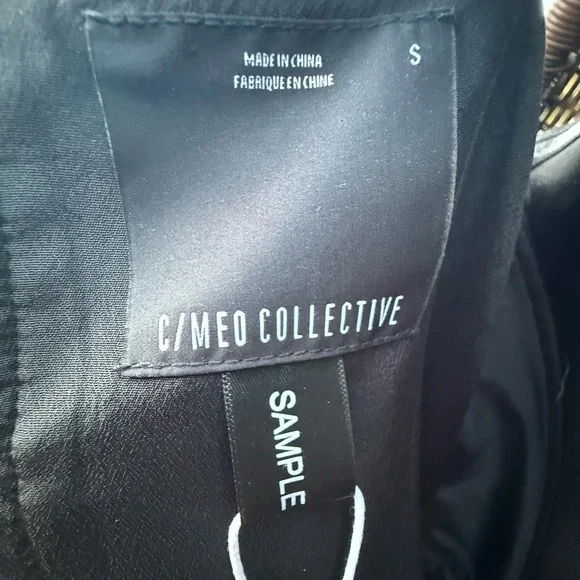 MADE IN CHINA
FABRIQUE EN CHINE
S
C/MEO COLLECTIVE
SAMPLE